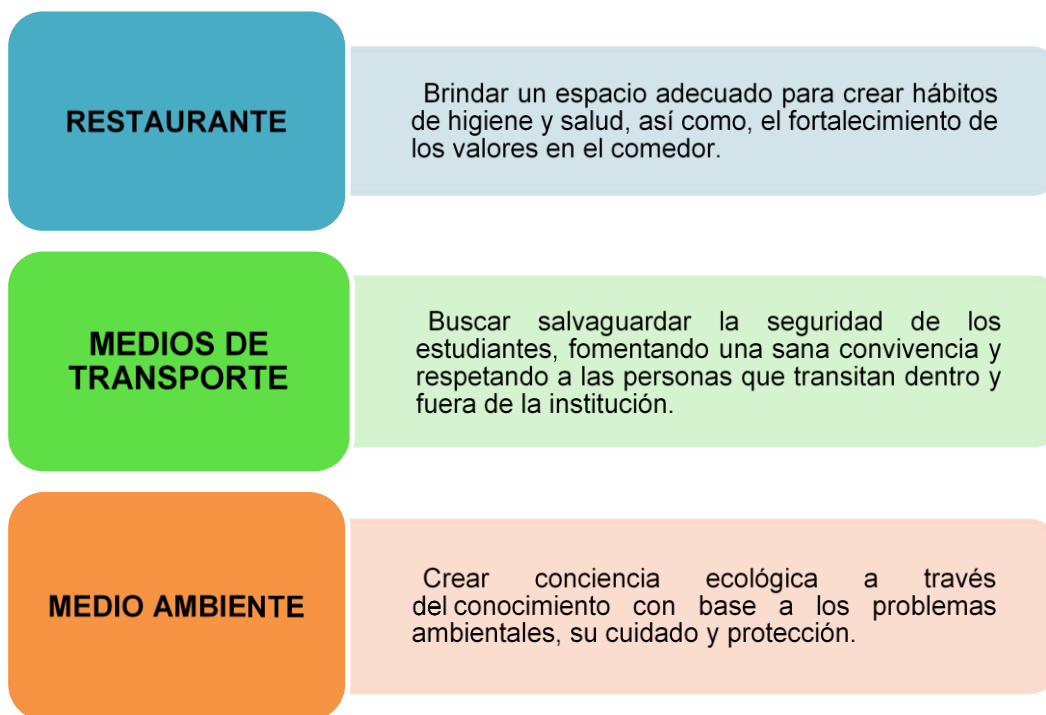 RESTAURANTE
Brindar un espacio adecuado para crear hábitos
de higiene y salud, así como, el fortalecimiento de
los valores en el comedor.
MEDIOS DE
TRANSPORTE
Buscar salvaguardar la seguridad de los
estudiantes, fomentando una sana convivencia y
respetando a las personas que transitan dentro y
fuera de la institución.
MEDIO AMBIENTE
Crear conciencia ecológica a través
del conocimiento con base a los problemas
ambientales, su cuidado y protección.